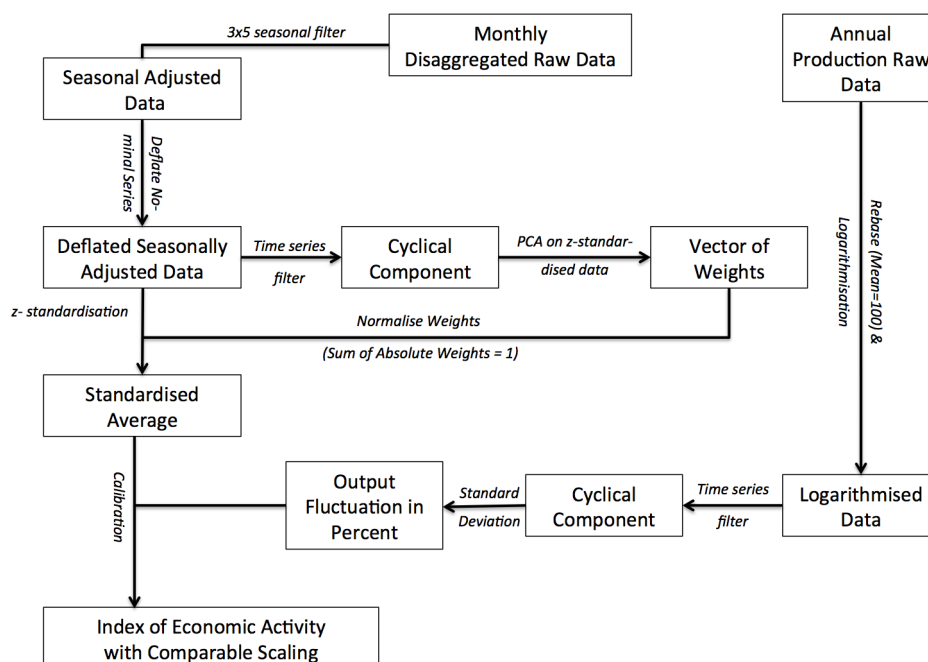 3x5 seasonal filter
Monthly
Disaggregated Raw Data
Annual
Production Raw
Data
Seasonal Adjusted
Data
Deflate No-
minal Series
Rebase (Mean=100) &
Logarithmisation
Deflated Seasonally
Adjusted Data
Time series
filter
Cyclical
Component
PCA on z-standar-
dised data
Vector of
Weights
z- standardisation
Normalise Weights
(Sum of Absolute Weights = 1)
Standardised
Average
Calibration
Output
Fluctuation in
Percent
Standard
Deviation
Cyclical
Component
Time series
filter
Logarithmised
Data
Index of Economic Activity
with Comparable Scaling